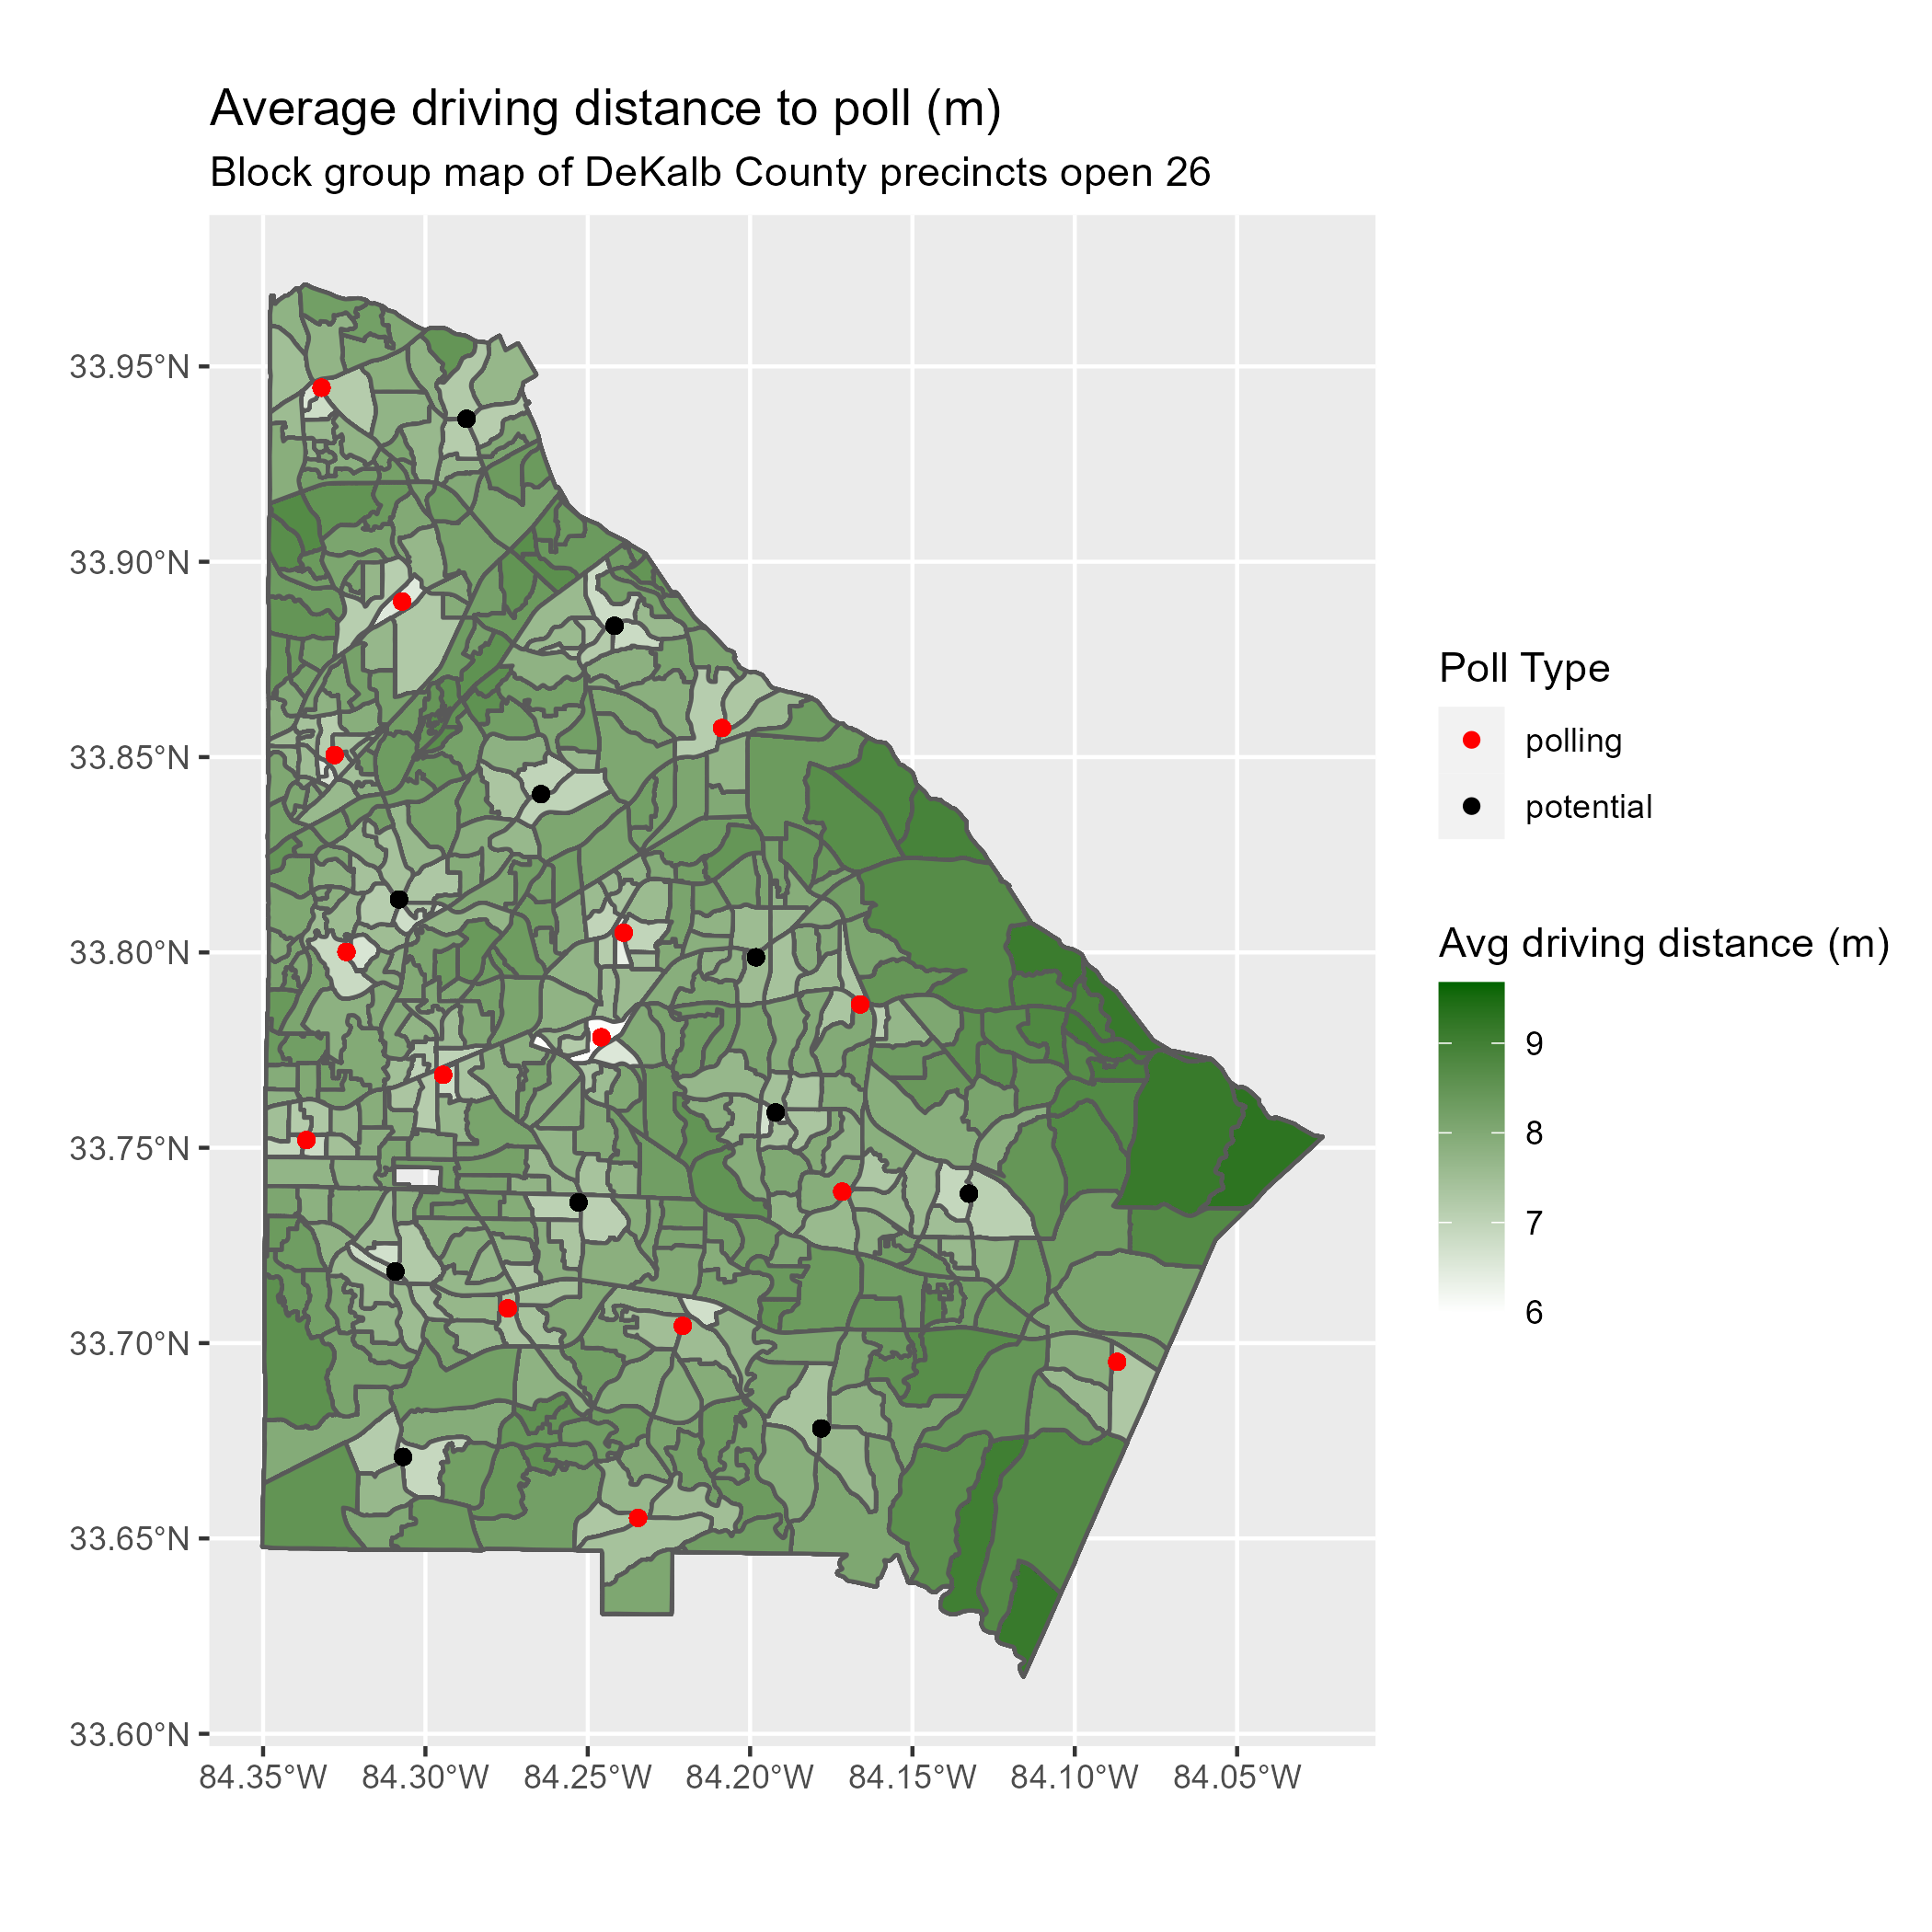 Average driving distance to poll (m)
Block group map of DeKalb County precincts open 26
33.95°N
33.90°N
33.85°N
33.80°N
33.75°N
33.70°N
33.65°N
33.60°N
84.35°W 84.30°W 84.25°W 84.20°W 84.15°W 84.10°W 84.05°W
Poll Type
polling
potential
Avg driving distance (m)
9
8
7
6